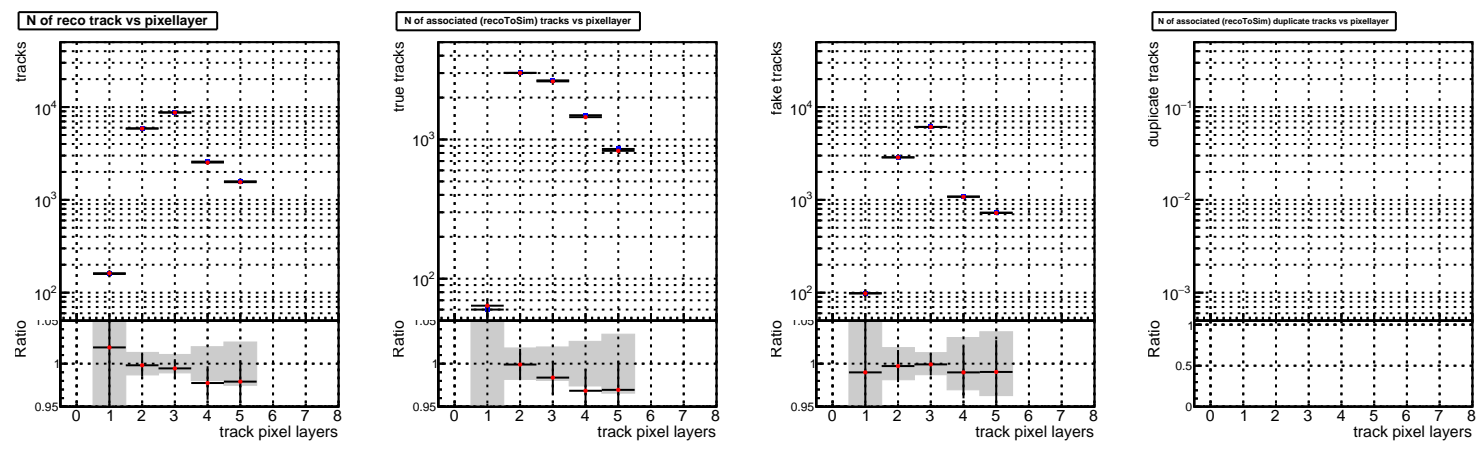 N of reco track vs pixellayer
tracks
10^4
10^3
10^2
Ratio
1.05
1
0.95
0 1 2 3 4 5 6 7 8
track pixel layers
N of associated (recoToSim) tracks vs pixellayer
true tracks
10^3
10^2
Ratio
1.05
1
0.95
0 1 2 3 4 5 6 7 8
track pixel layers
fake tracks
10^4
10^3
10^2
Ratio
1.05
1
0.95
0 1 2 3 4 5 6 7 8
track pixel layers
N of associated (recoToSim) duplicate tracks vs pixellayer
duplicate tracks
10^−1
10^−2
10^−3
Ratio
1
0.5
0
0 1 2 3 4 5 6 7 8
track pixel layers